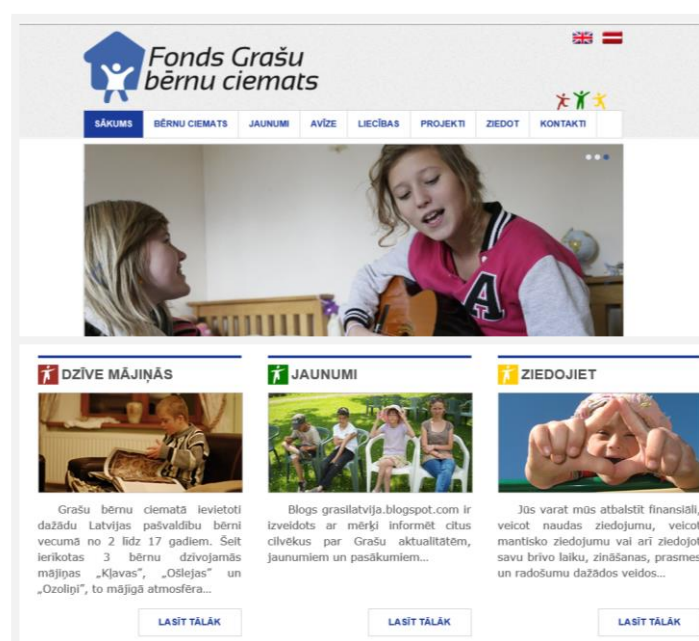 Fonds Grašu
bērnu ciemats
SĀKUMS BĒRNU CIEMATS JAUNUMI AVĪZE LIECĪBAS PROJEKTI ZIEDOT KONTAKTI
A
DZĪVE MĀJIŅĀS
Grašu bērnu ciematā ievietoti
dažādu Latvijas pašvaldību bērni
vecumā no 2 līdz 17 gadiem. Šeit
ierīkotas 3 bērnu dzīvojamās
mājiņas „Kļavas”, „Ošlejas” un
„Ozoliņi”, to mājīgā atmosfēra...
LASĪT TĀLĀK
JAUNUMI
Blogs grasilatvija.blogspot.com ir
izveidots ar mērķi informēt citus
cilvēkus par Grašu aktualitātēm,
jaunumiem un pasākumiem...
LASĪT TĀLĀK
ZIEDOJIET
Jūs varat mūs atbalstīt finansiāli,
veicot naudas ziedojumu, veicot
mantisko ziedojumu vai arī ziedojot
savu brīvo laiku, zināšanas, prasmes
un radošumu dažādos veidos...
LASĪT TĀLĀK